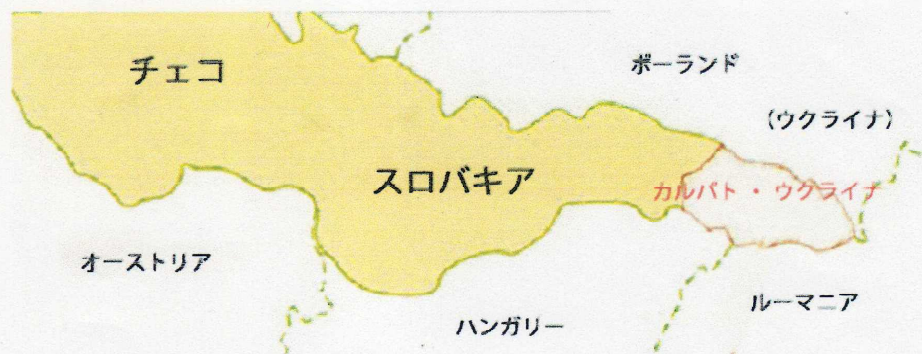 チェコ
ポーランド
(ウクライナ)
スロバキア
カルパト・ウクライナ
オーストリア
ルーマニア
ハンガリー